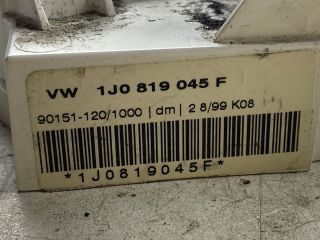 VW 1J0 819 045 F
90151-120/1000 | dm | 2 8/99 K08
*1J0819045F*